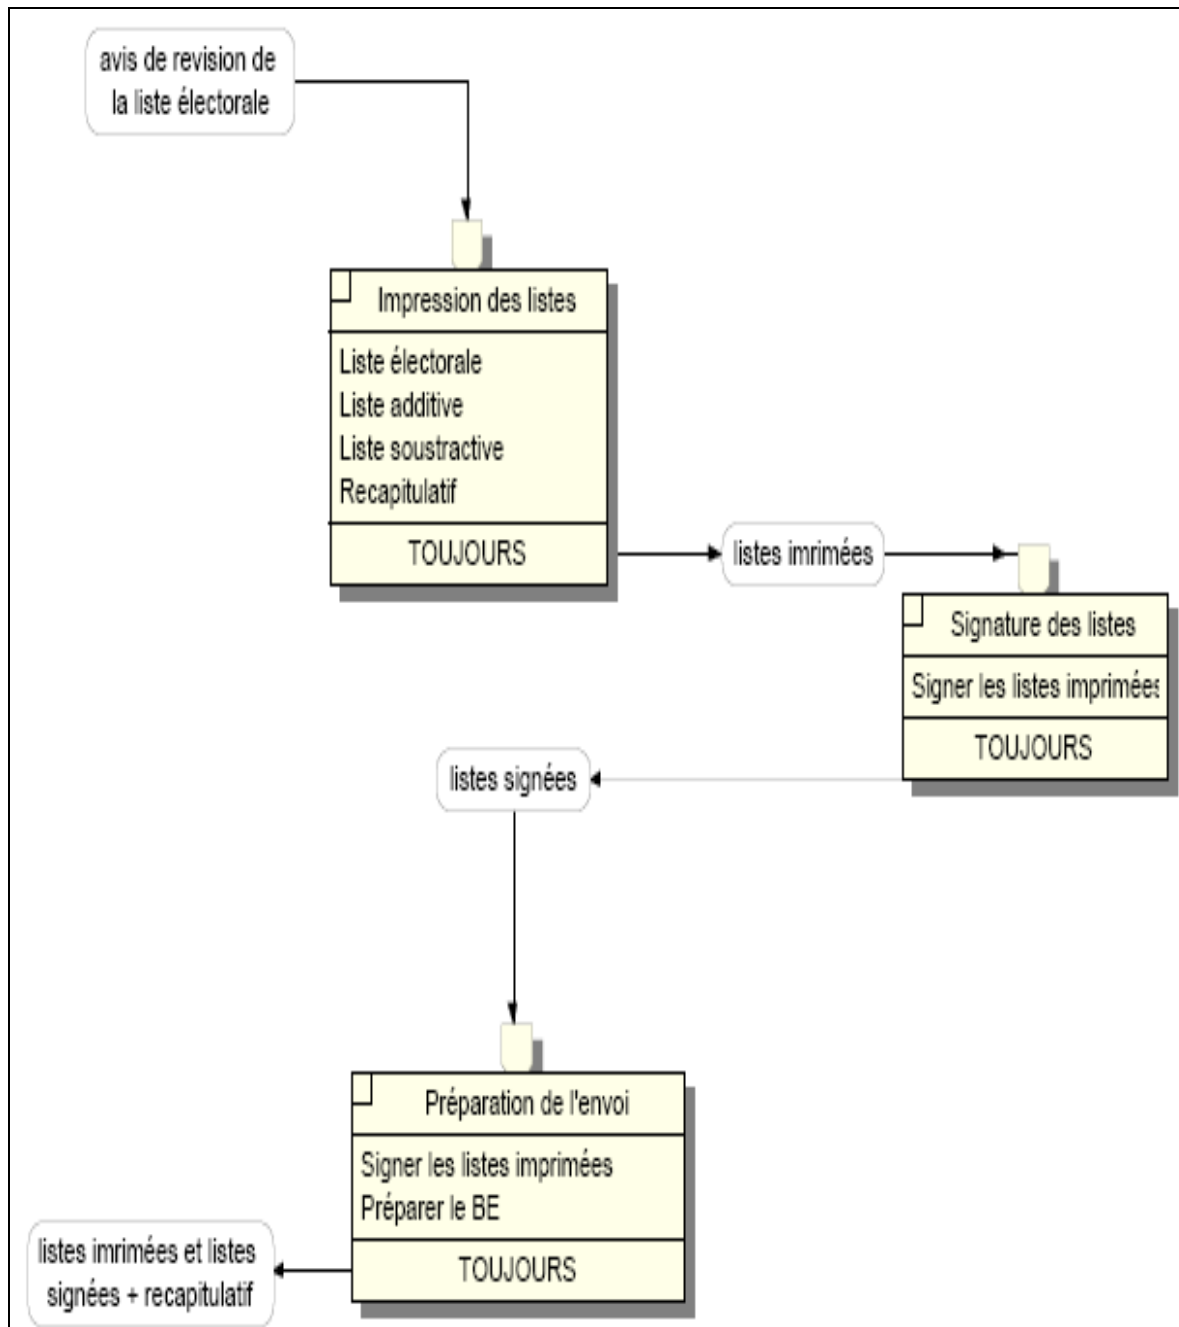 avis de revision de
la liste électorale
Impression des listes
Liste électorale
Liste additive
Liste soustractive
Recapitulatif
TOUJOURS
listes imrimées
Signature des listes
Signer les listes imprimées
TOUJOURS
listes signées
Préparation de l'envoi
Signer les listes imprimées
Préparer le BE
TOUJOURS
listes imrimées et listes
signées + recapitulatif